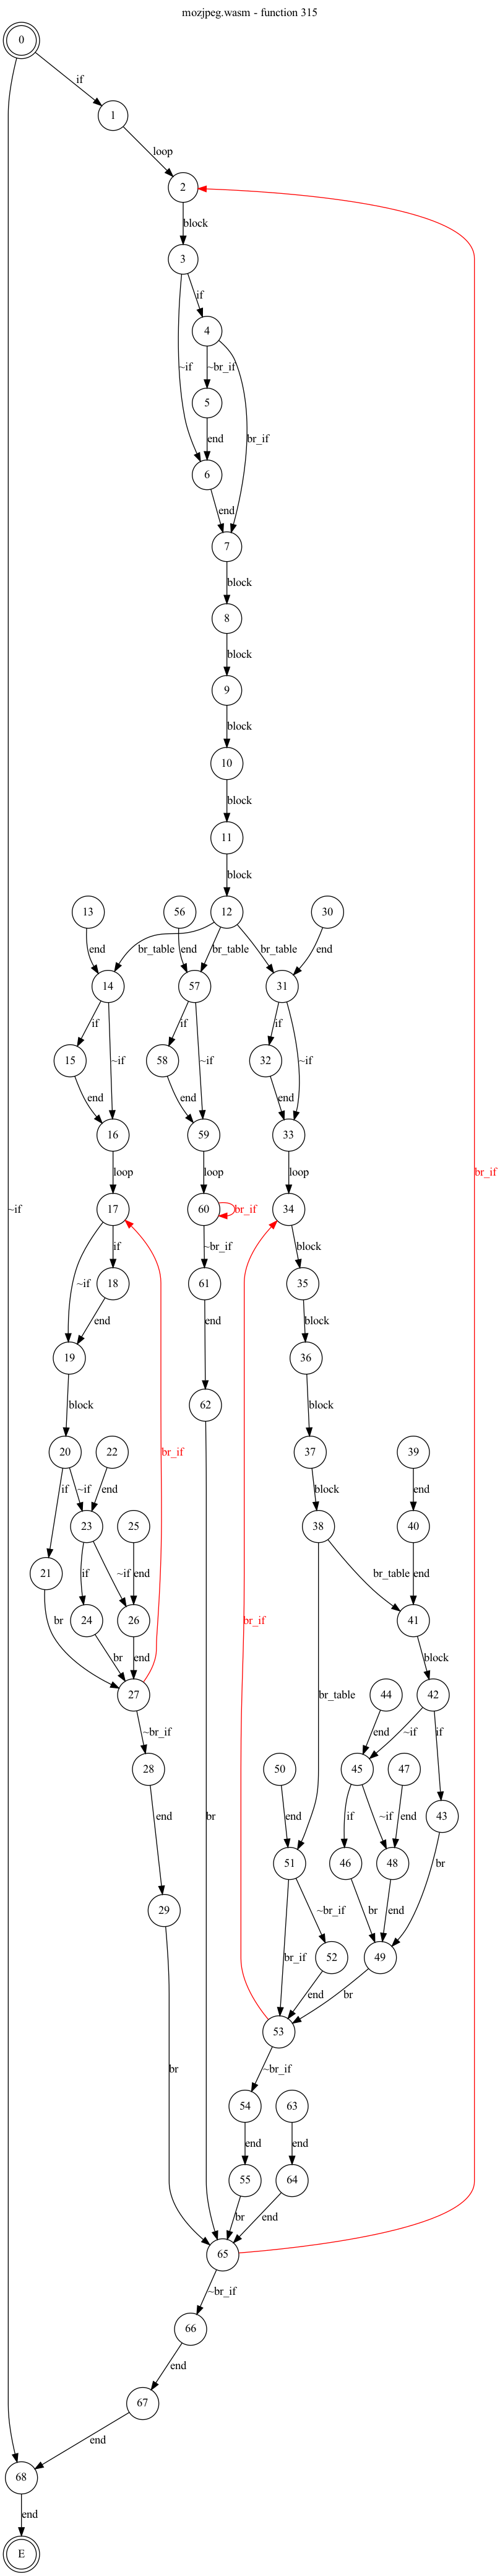 mozjpeg.wasm - function 315
0
if
1
loop
2
block
3
if
4
~if
~br_if
5
end
br_if
6
end
7
block
8
block
9
block
10
block
11
block
13
56
12
30
end
br_table
end
br_table
br_table
end
14
57
31
if
~if
if
~if
if
~if
15
58
32
end
end
end
16
59
33
loop
loop
loop
~if
17
60
br_if
34
if
~br_if
block
~if
18
61
35
end
end
block
19
36
62
block
block
20
22
br_if
37
39
if
~if
end
block
end
23
25
38
40
21
if
~if
end
br_table
end
24
26
br_if
41
br
br
end
block
27
br_table
44
42
~br_if
end
~if
if
28
50
45
47
43
end
end
if
~if
end
br
br
51
46
48
29
br_if
~br_if
br
end
52
49
end
br
53
br
~br_if
54
63
end
end
55
64
br
end
65
br_if
~br_if
66
end
67
end
68
end
E